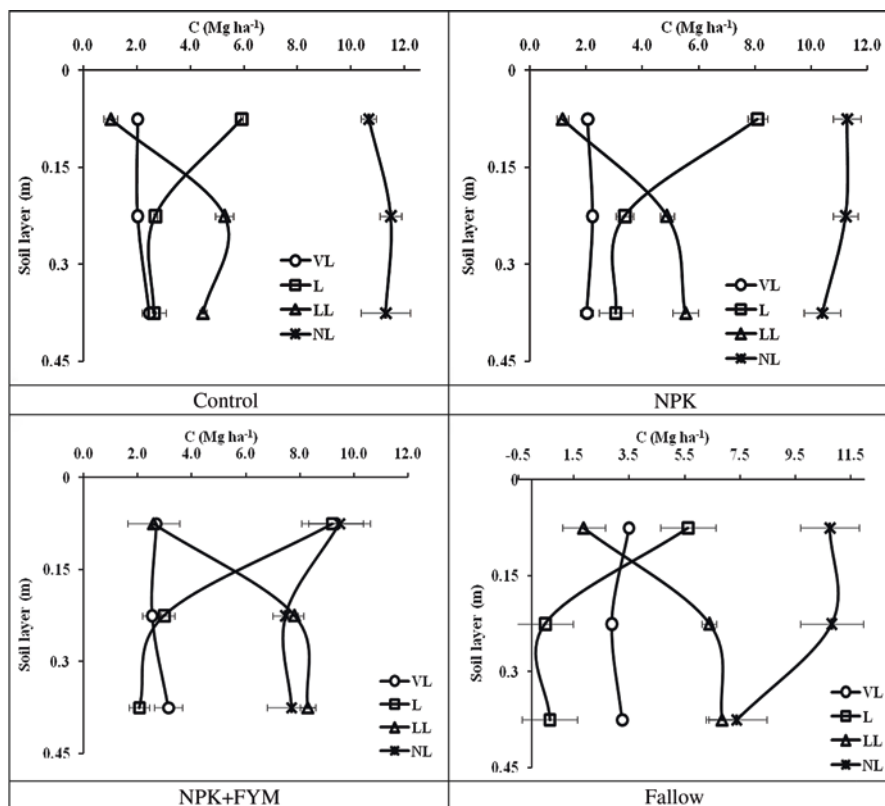 C (Mg ha⁻¹)
0.0 2.0 4.0 6.0 8.0 10.0 12.0
0
0.15
0.3
0.45
Soil layer (m)
VL
L
LL
NL
Control
C (Mg ha⁻¹)
0.0 2.0 4.0 6.0 8.0 10.0 12.0
0
0.15
0.3
0.45
Soil layer (m)
VL
L
LL
NL
NPK
C (Mg ha⁻¹)
0.0 2.0 4.0 6.0 8.0 10.0 12.0
0
0.15
0.3
0.45
Soil layer (m)
VL
L
LL
NL
NPK+FYM
C (Mg ha⁻¹)
-0.5 1.5 3.5 5.5 7.5 9.5 11.5
0
0.15
0.3
0.45
Soil layer (m)
VL
L
LL
NL
Fallow